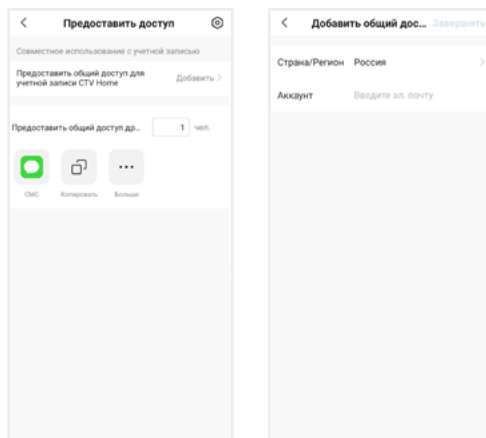 Предоставить доступ
Совместное использование с учетной записью
Предоставить общий доступ для
учетной записи CTV Home
Добавить
Предоставить общий доступ др...
1 чел.
СМС
Копировать
Больше
Добавить общий дос...
Завершить
Страна/Регион
Россия
Аккаунт
Введите эл. почту